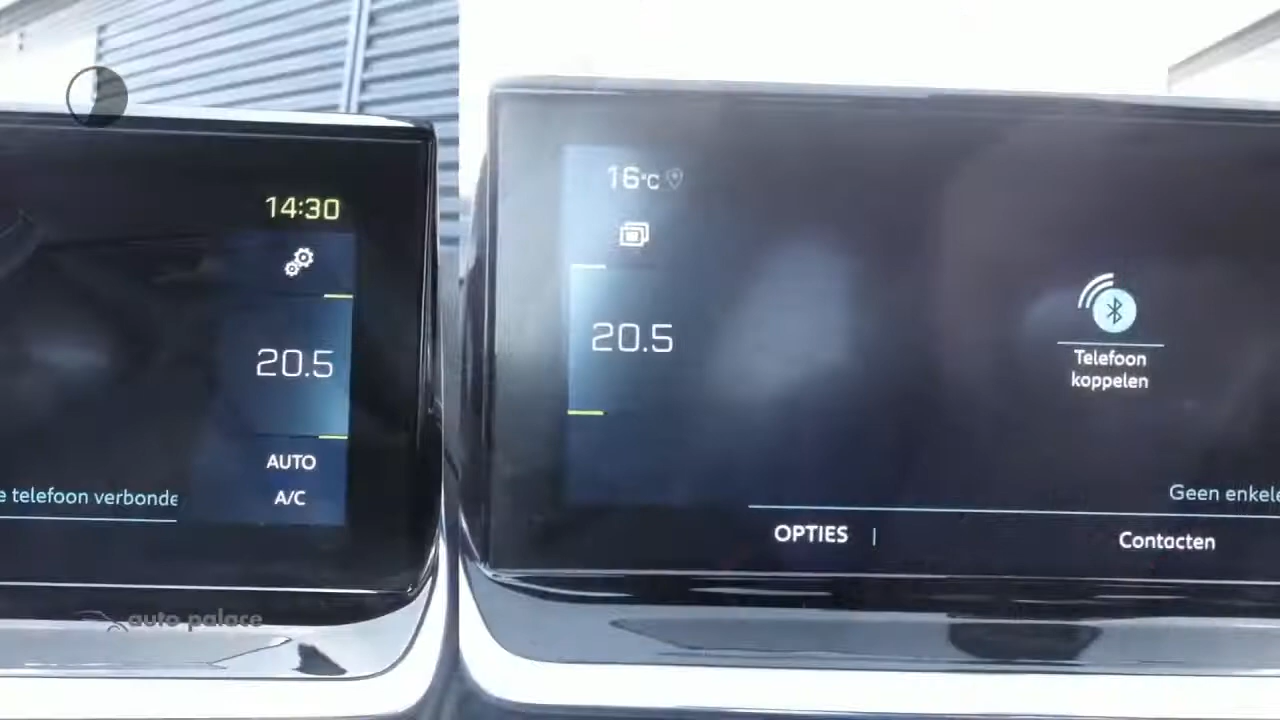 14:30
20.5
AUTO
A/C
e telefoon verbonde
auto palace
16°C
20.5
Telefoon
koppelen
Geen enkele
OPTIES
Contacten